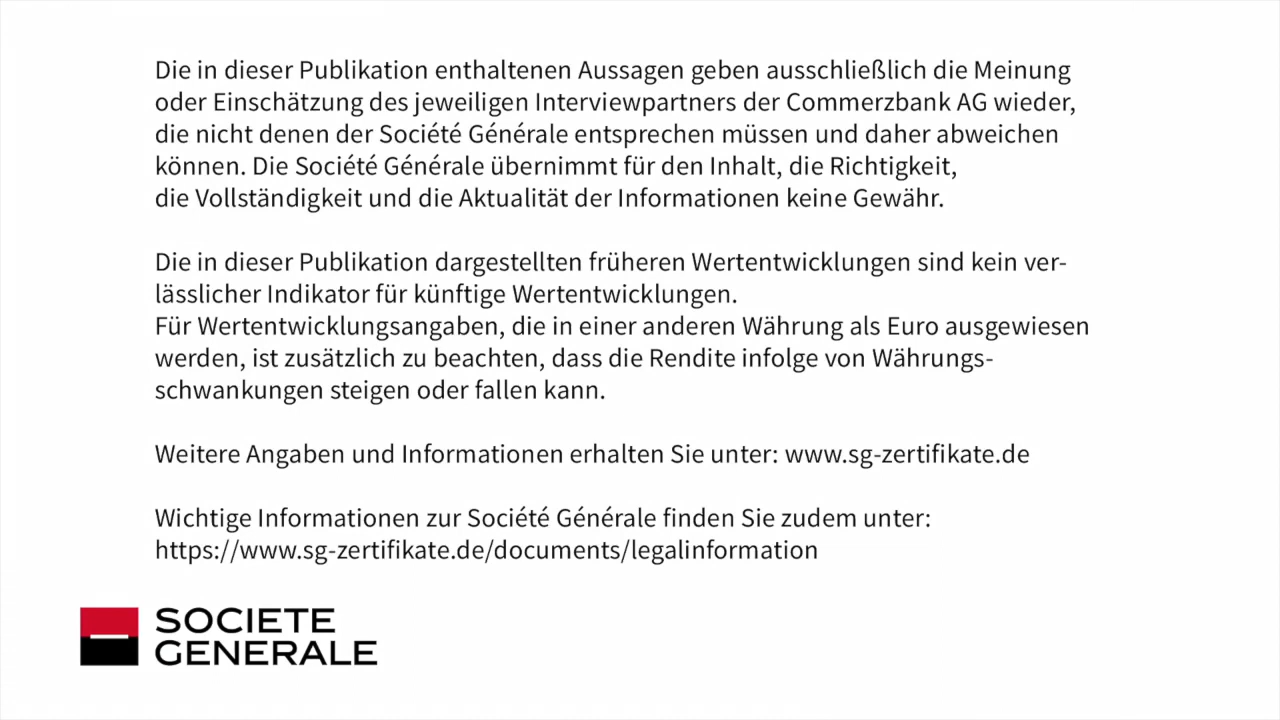 Die in dieser Publikation enthaltenen Aussagen geben ausschließlich die Meinung
oder Einschätzung des jeweiligen Interviewpartners der Commerzbank AG wieder,
die nicht denen der Société Générale entsprechen müssen und daher abweichen
können. Die Société Générale übernimmt für den Inhalt, die Richtigkeit,
die Vollständigkeit und die Aktualität der Informationen keine Gewähr.
Die in dieser Publikation dargestellten früheren Wertentwicklungen sind kein ver-
lässlicher Indikator für künftige Wertentwicklungen.
Für Wertentwicklungsangaben, die in einer anderen Währung als Euro ausgewiesen
werden, ist zusätzlich zu beachten, dass die Rendite infolge von Währungs-
schwankungen steigen oder fallen kann.
Weitere Angaben und Informationen erhalten Sie unter: www.sg-zertifikate.de
Wichtige Informationen zur Société Générale finden Sie zudem unter:
https://www.sg-zertifikate.de/documents/legalinformation
SOCIETE
GENERALE